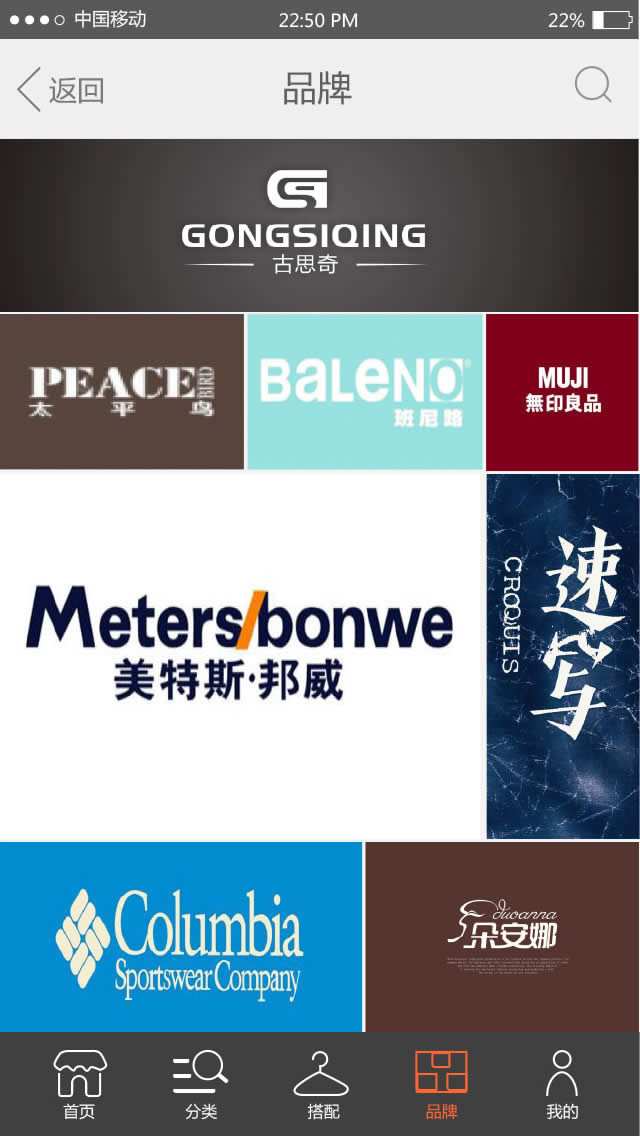 中国移动 22:50 PM 22%
返回 品牌
GONGSIQING
古思奇
PEACE BIRD
太平鸟
BALENO
班尼路
MUJI
無印良品
Meters/bonwe
美特斯·邦威
速写
CROQUIS
Columbia
Sportswear Company
duoanna
朵安娜
首页 分类 搭配 品牌 我的